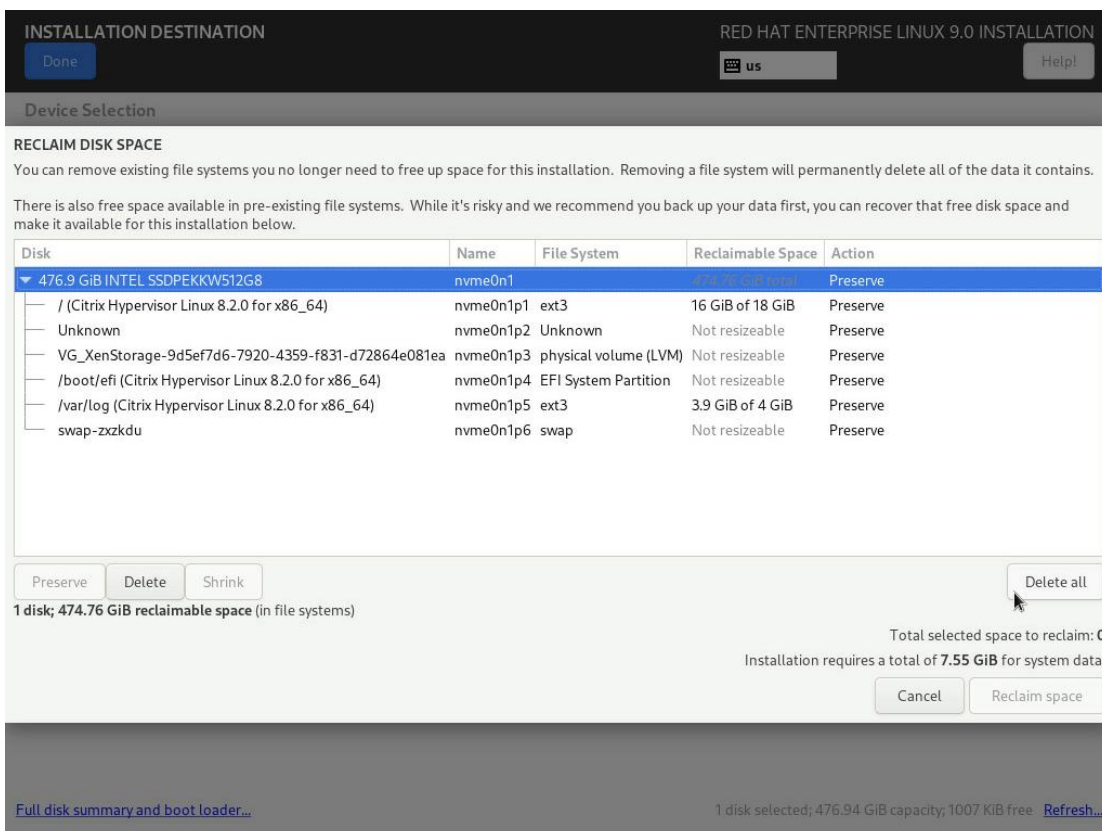 INSTALLATION DESTINATION
RED HAT ENTERPRISE LINUX 9.0 INSTALLATION
Done
us
Help!
Device Selection
RECLAIM DISK SPACE
You can remove existing file systems you no longer need to free up space for this installation. Removing a file system will permanently delete all of the data it contains.
There is also free space available in pre-existing file systems. While it's risky and we recommend you back up your data first, you can recover that free disk space and
make it available for this installation below.
Disk Name File System Reclaimable Space Action
476.9 GiB INTEL SSDPEKKW512G8 nvme0n1 474.76 GiB total Preserve
/ (Citrix Hypervisor Linux 8.2.0 for x86_64) nvme0n1p1 ext3 16 GiB of 18 GiB Preserve
Unknown nvme0n1p2 Unknown Not resizeable Preserve
VG_XenStorage-9d5ef7d6-7920-4359-f831-d72864e081ea nvme0n1p3 physical volume (LVM) Not resizeable Preserve
/boot/efi (Citrix Hypervisor Linux 8.2.0 for x86_64) nvme0n1p4 EFI System Partition Not resizeable Preserve
/var/log (Citrix Hypervisor Linux 8.2.0 for x86_64) nvme0n1p5 ext3 3.9 GiB of 4 GiB Preserve
swap-zxzkdu nvme0n1p6 swap Not resizeable Preserve
Preserve Delete Shrink Delete all
1 disk; 474.76 GiB reclaimable space (in file systems)
Total selected space to reclaim: 0
Installation requires a total of 7.55 GiB for system data
Cancel Reclaim space
Full disk summary and boot loader... 1 disk selected; 476.94 GiB capacity; 1007 KiB free Refresh...